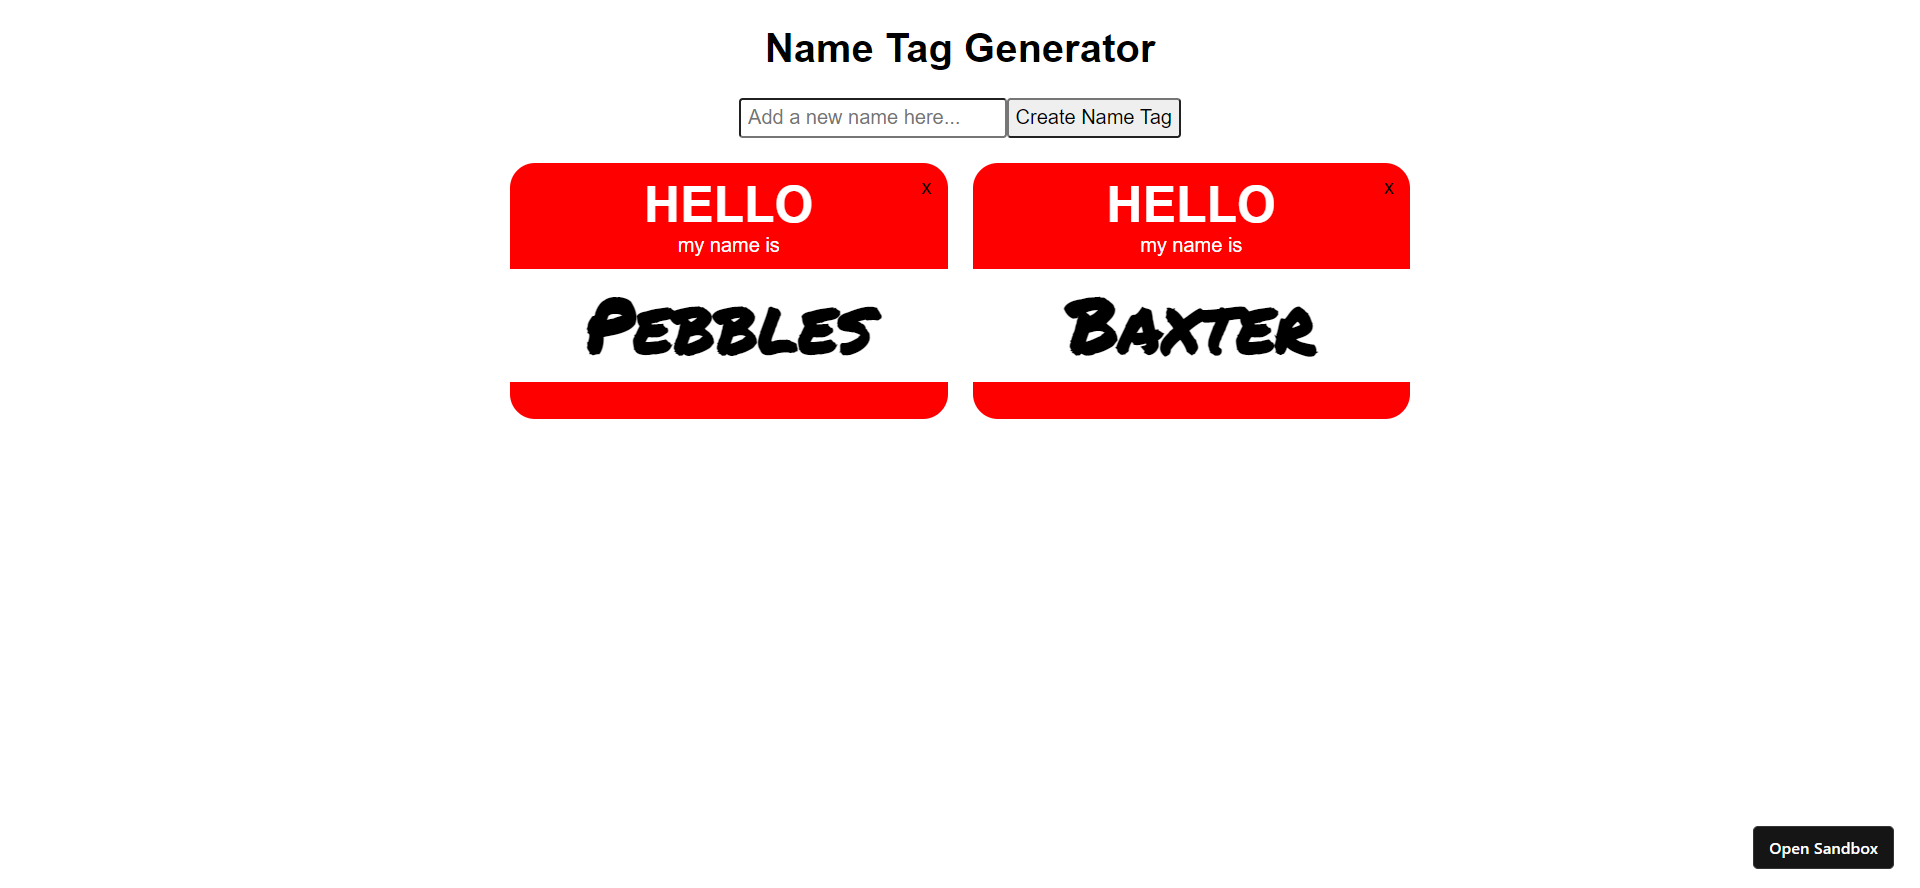 Name Tag Generator
Add a new name here...
Create Name Tag
HELLO
x
my name is
Pebbles
HELLO
x
my name is
Baxter
Open Sandbox